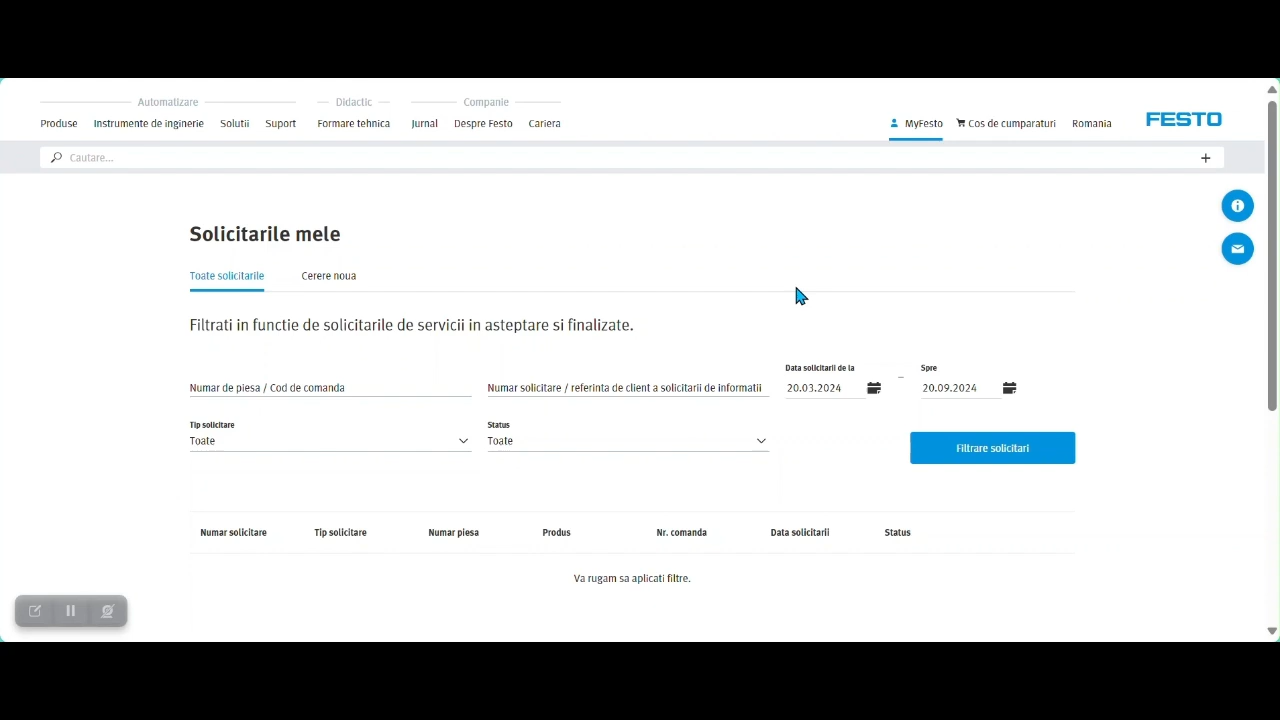 Automatizare Didactic Companie
Produse Instrumente de inginerie Solutii Suport Formare tehnica Jurnal Despre Festo Cariera MyFesto Cos de cumparaturi Romania FESTO
Cautare...
Solicitarile mele
Toate solicitarile Cerere noua
Filtrati in functie de solicitarile de servicii in asteptare si finalizate.
Data solicitarii de la Spre
Numar de piesa / Cod de comanda Numar solicitare / referinta de client a solicitarii de informatii 20.03.2024 – 20.09.2024
Tip solicitare Status
Toate Toate
Filtrare solicitari
Numar solicitare Tip solicitare Numar piesa Produs Nr. comanda Data solicitarii Status
Va rugam sa aplicati filtre.